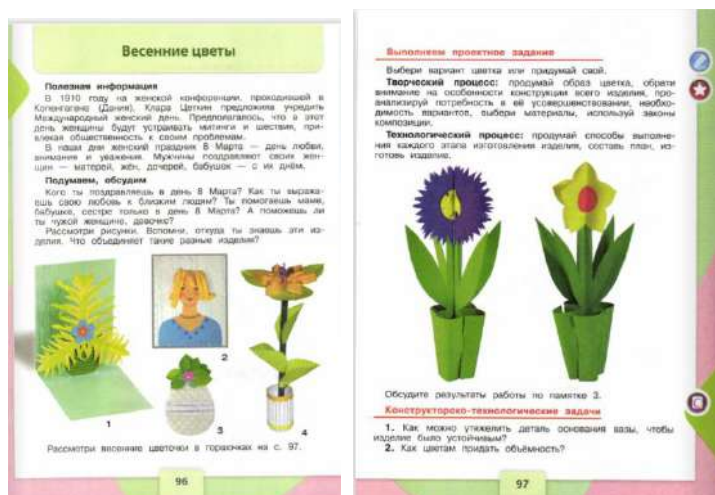 Весенние цветы
Полезная информация
В 1910 году на женской конференции, проходившей в
Копенгагене (Дания), Клара Цеткин предложила учредить
Международный женский день. Предполагалось, что в этот
день женщины будут устраивать митинги и шествия, при-
влекая общественность к своим проблемам.
В наши дни женский праздник 8 Марта — день любви,
внимания и уважения. Мужчины поздравляют своих жен-
щин — матерей, жён, дочерей, бабушек — с их днём.
Подумаем, обсудим
Кого ты поздравляешь в день 8 Марта? Как ты выража-
ешь свою любовь к близким людям? Ты помогаешь маме,
бабушке, сестре только в день 8 Марта? А поможешь ли
ты чужой женщине, девочке?
Рассмотри рисунки. Вспомни, откуда ты знаешь эти из-
делия. Что объединяет такие разные изделия?
1
2
3
4
Рассмотри весенние цветочки в горшочках на с. 97.
96
Выполняем проектное задание
Выбери вариант цветка или придумай свой.
Творческий процесс: продумай образ цветка, обрати
внимание на особенности конструкции всего изделия, про-
анализируй потребность в её усовершенствовании, необхо-
димость вариантов, выбери материалы, используй законы
композиции.
Технологический процесс: продумай способы выполне-
ния каждого этапа изготовления изделия, составь план, из-
готовь изделие.
Обсудите результаты работы по памятке 3.
Конструкторско-технологические задачи
1. Как можно утяжелить деталь основания вазы, чтобы
изделие было устойчивым?
2. Как цветам придать объёмность?
97